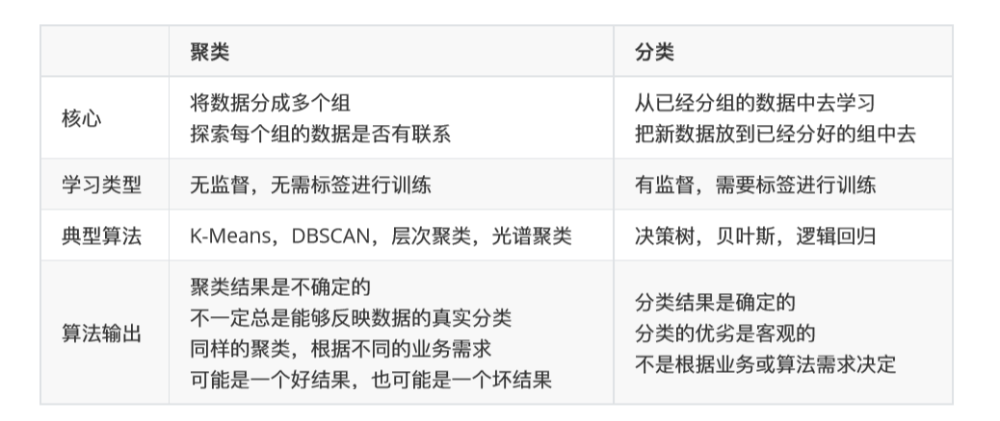 聚类 分类
核心
将数据分成多个组
探索每个组的数据是否有联系
从已经分组的数据中去学习
把新数据放到已经分好的组中去
学习类型 无监督，无需标签进行训练 有监督，需要标签进行训练
典型算法 K-Means，DBSCAN，层次聚类，光谱聚类 决策树，贝叶斯，逻辑回归
算法输出
聚类结果是不确定的
不一定总是能够反映数据的真实分类
同样的聚类，根据不同的业务需求
可能是一个好结果，也可能是一个坏结果
分类结果是确定的
分类的优劣是客观的
不是根据业务或算法需求决定